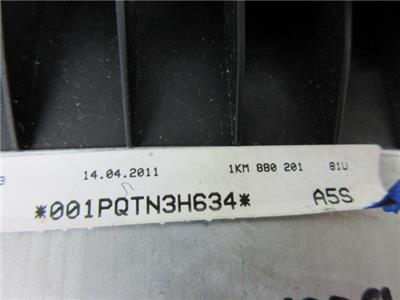 14.04.2011 1KM 880 201 81U
*001PQTN3H634* A5S